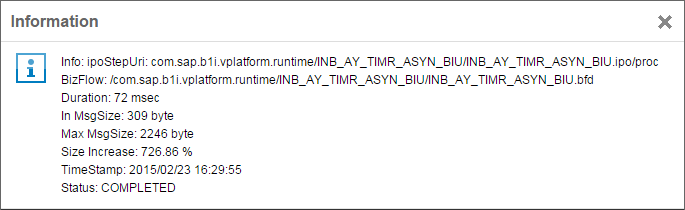 Information
Info: ipoStepUri: com.sap.b1i.vplatform.runtime/INB_AY_TIMR_ASYN_BIU/INB_AY_TIMR_ASYN_BIU.ipo/proc
BizFlow: /com.sap.b1i.vplatform.runtime/INB_AY_TIMR_ASYN_BIU/INB_AY_TIMR_ASYN_BIU.bfd
Duration: 72 msec
In MsgSize: 309 byte
Max MsgSize: 2246 byte
Size Increase: 726.86 %
TimeStamp: 2015/02/23 16:29:55
Status: COMPLETED